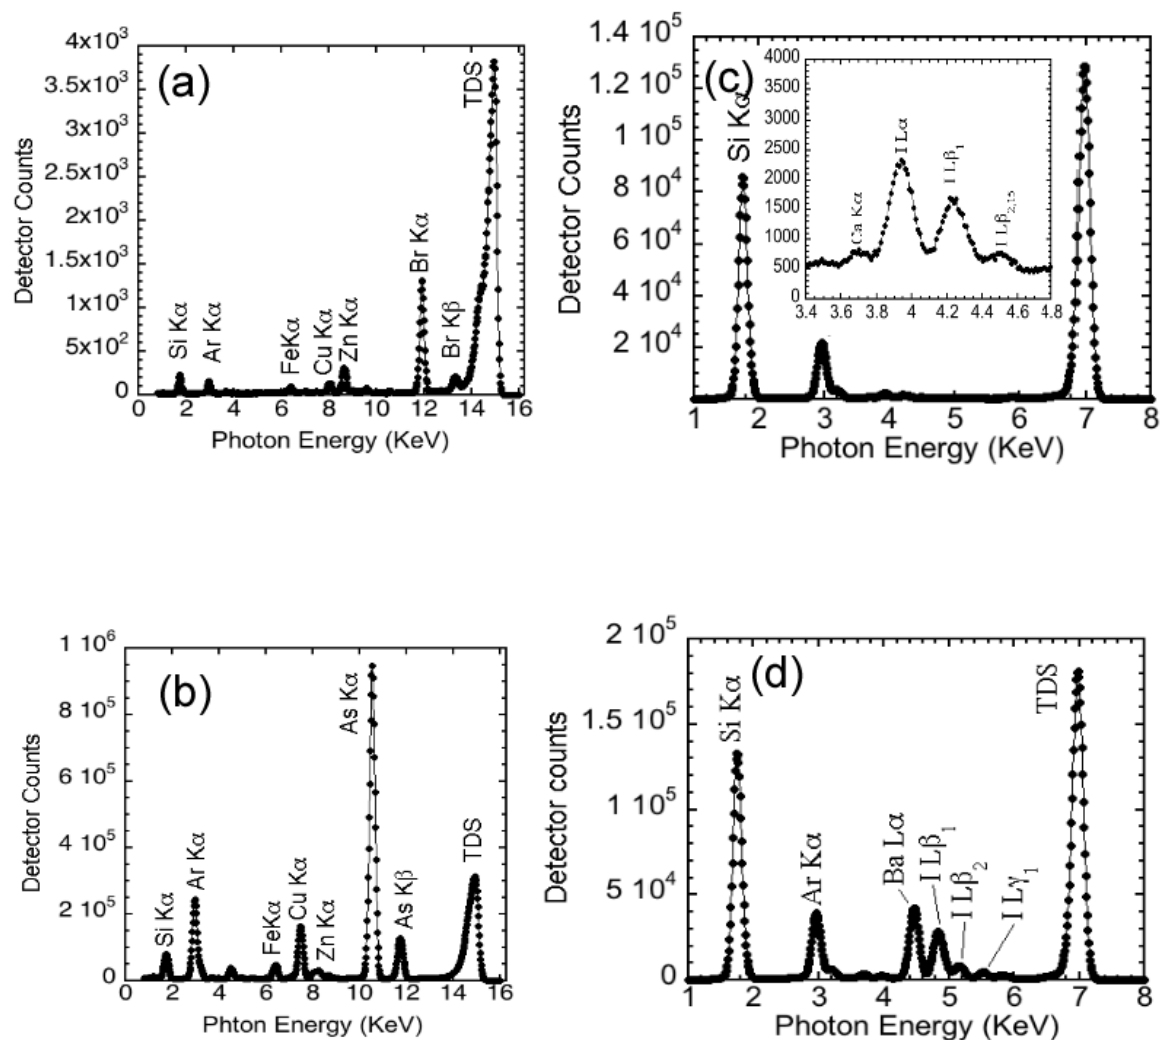 (a)
Detector Counts
4x10³
3.5x10³
3x10³
2.5x10³
2x10³
1.5x10³
1x10³
5x10²
0
Si Kα
Ar Kα
FeKα
Cu Kα
Zn Kα
Br Kα
Br Kβ
TDS
0 2 4 6 8 10 12 14 16
Photon Energy (KeV)
(c)
Detector Counts
1.4 10⁵
1.2 10⁵
1 10⁵
8 10⁴
6 10⁴
4 10⁴
2 10⁴
Si Kα
4000
3500
3000
2500
2000
1500
1000
500
0
Ca Kα
I Lα
I Lβ₁
I Lβ₂,₁₅
3.4 3.6 3.8 4 4.2 4.4 4.6 4.8
1 2 3 4 5 6 7 8
Photon Energy (KeV)
(b)
Detector Counts
1 10⁶
8 10⁵
6 10⁵
4 10⁵
2 10⁵
0
Si Kα
Ar Kα
FeKα
Cu Kα
Zn Kα
As Kα
As Kβ
TDS
0 2 4 6 8 10 12 14 16
Phton Energy (KeV)
(d)
Detector counts
2 10⁵
1.5 10⁵
1 10⁵
5 10⁴
0
Si Kα
Ar Kα
Ba Lα
I Lβ₁
I Lβ₂
I Lγ₁
TDS
1 2 3 4 5 6 7 8
Photon Energy (KeV)